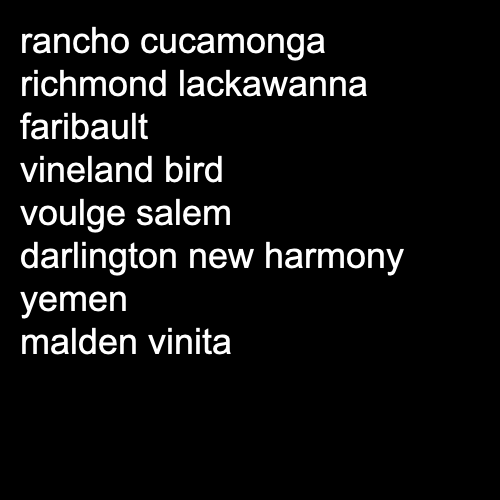 rancho cucamonga
richmond lackawanna
faribault
vineland bird
voulge salem
darlington new harmony
yemen
malden vinita